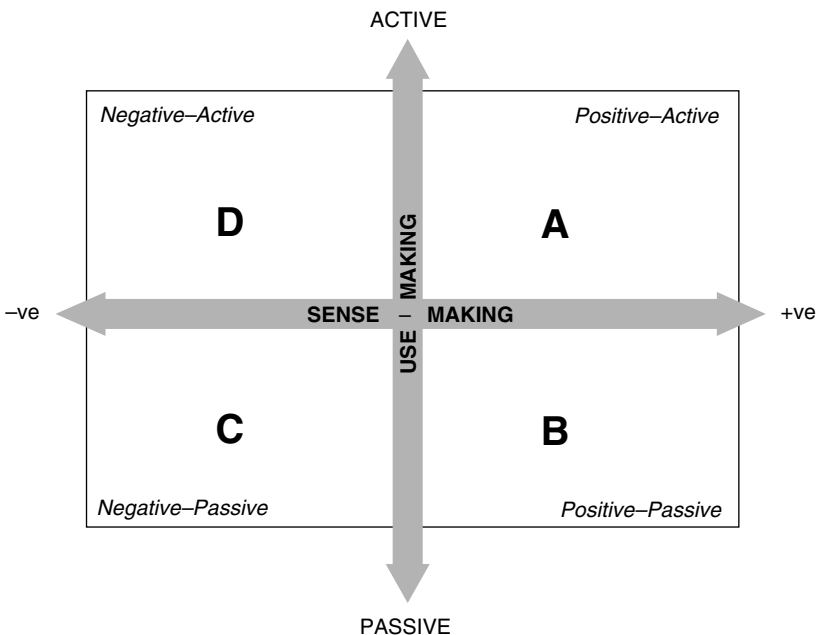 ACTIVE
Negative–Active
Positive–Active
D
A
USE – MAKING
–ve
SENSE – MAKING
+ve
C
B
Negative–Passive
Positive–Passive
PASSIVE